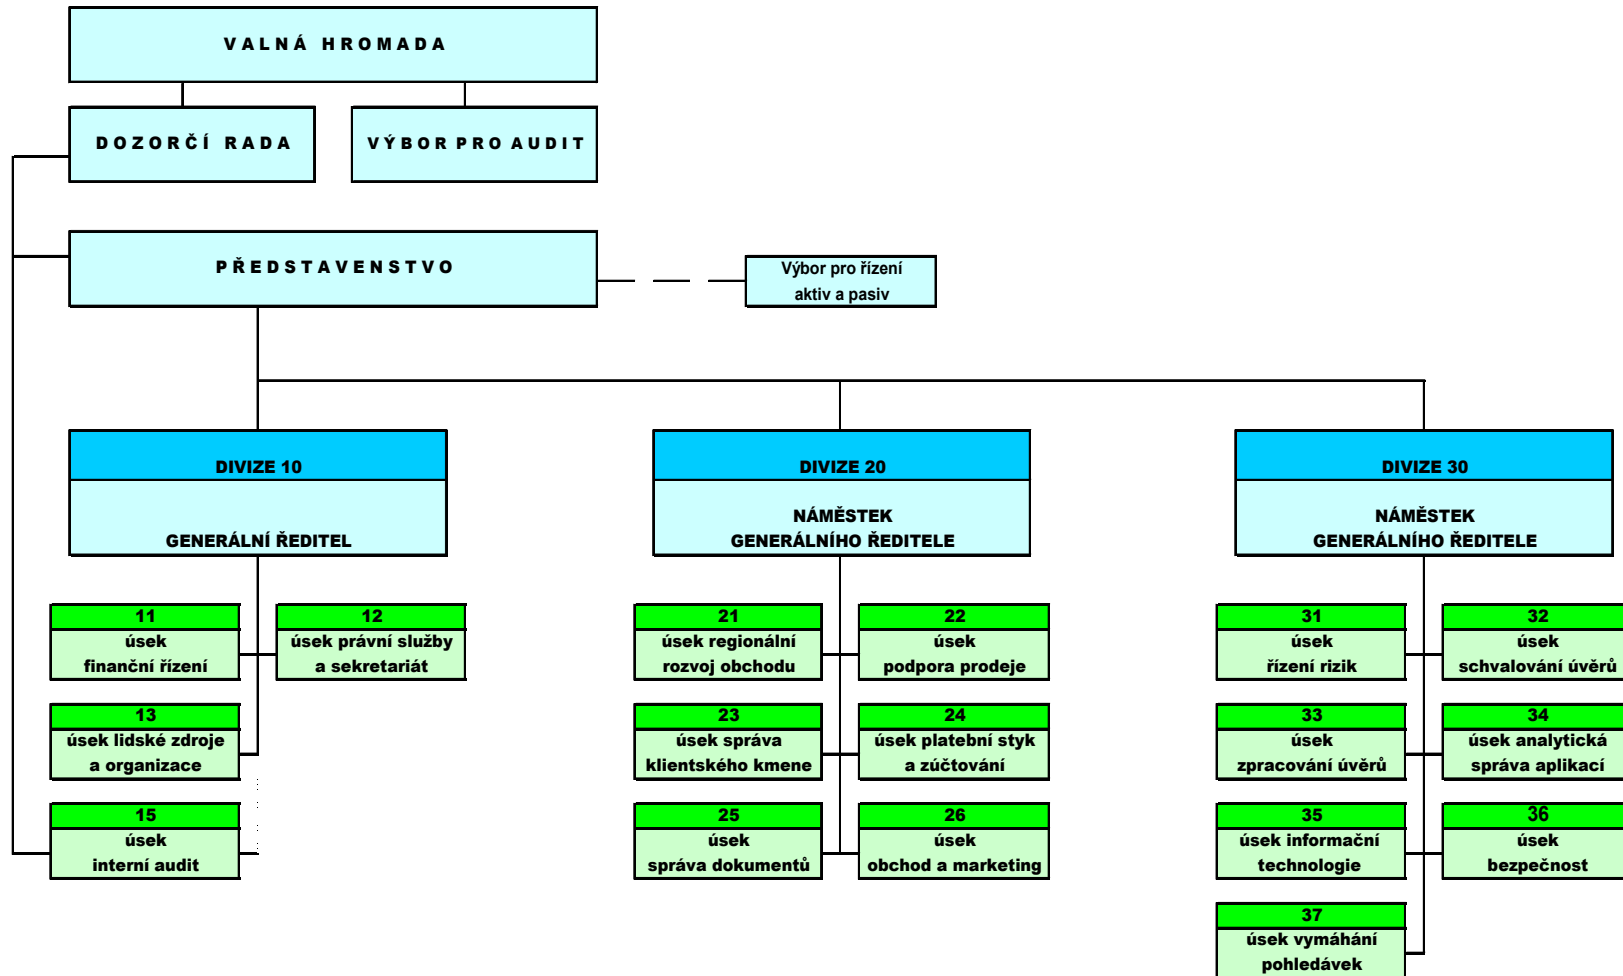 VALNÁ HROMADA
DOZORČÍ RADA
VÝBOR PRO AUDIT
PŘEDSTAVENSTVO
Výbor pro řízení
aktiv a pasiv
DIVIZE 10
GENERÁLNÍ ŘEDITEL
DIVIZE 20
NÁMĚSTEK
GENERÁLNÍHO ŘEDITELE
DIVIZE 30
NÁMĚSTEK
GENERÁLNÍHO ŘEDITELE
11
úsek
finanční řízení
12
úsek právní služby
a sekretariát
13
úsek lidské zdroje
a organizace
15
úsek
interní audit
21
úsek regionální
rozvoj obchodu
22
úsek
podpora prodeje
23
úsek správa
klientského kmene
24
úsek platební styk
a zúčtování
25
úsek
správa dokumentů
26
úsek
obchod a marketing
31
úsek
řízení rizik
32
úsek
schvalování úvěrů
33
úsek
zpracování úvěrů
34
úsek analytická
správa aplikací
35
úsek informační
technologie
36
úsek
bezpečnost
37
úsek vymáhání
pohledávek